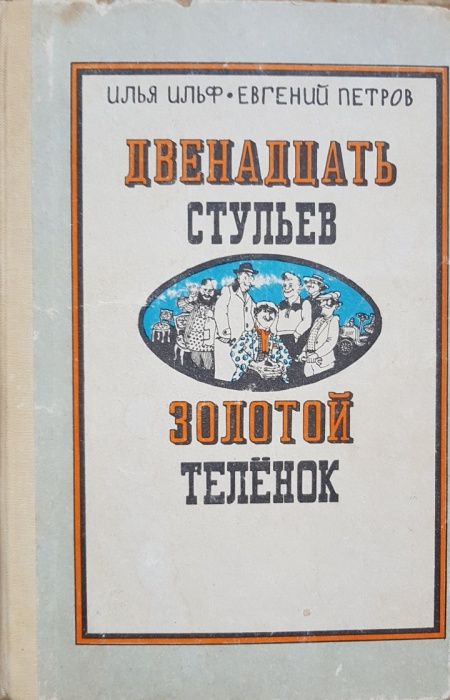 ИЛЬЯ ИЛЬФ • ЕВГЕНИЙ ПЕТРОВ
ДВЕНАДЦАТЬ
СТУЛЬЕВ
ЗОЛОТОЙ
ТЕЛЁНОК